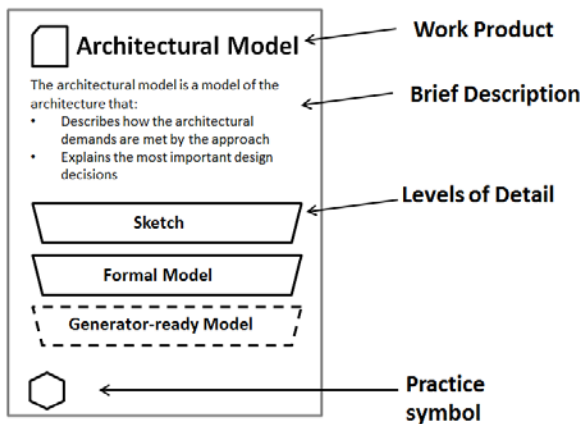 Architectural Model
Work Product
The architectural model is a model of the
architecture that:
• Describes how the architectural
demands are met by the approach
• Explains the most important design
decisions
Brief Description
Levels of Detail
Sketch
Formal Model
Generator-ready Model
Practice
symbol